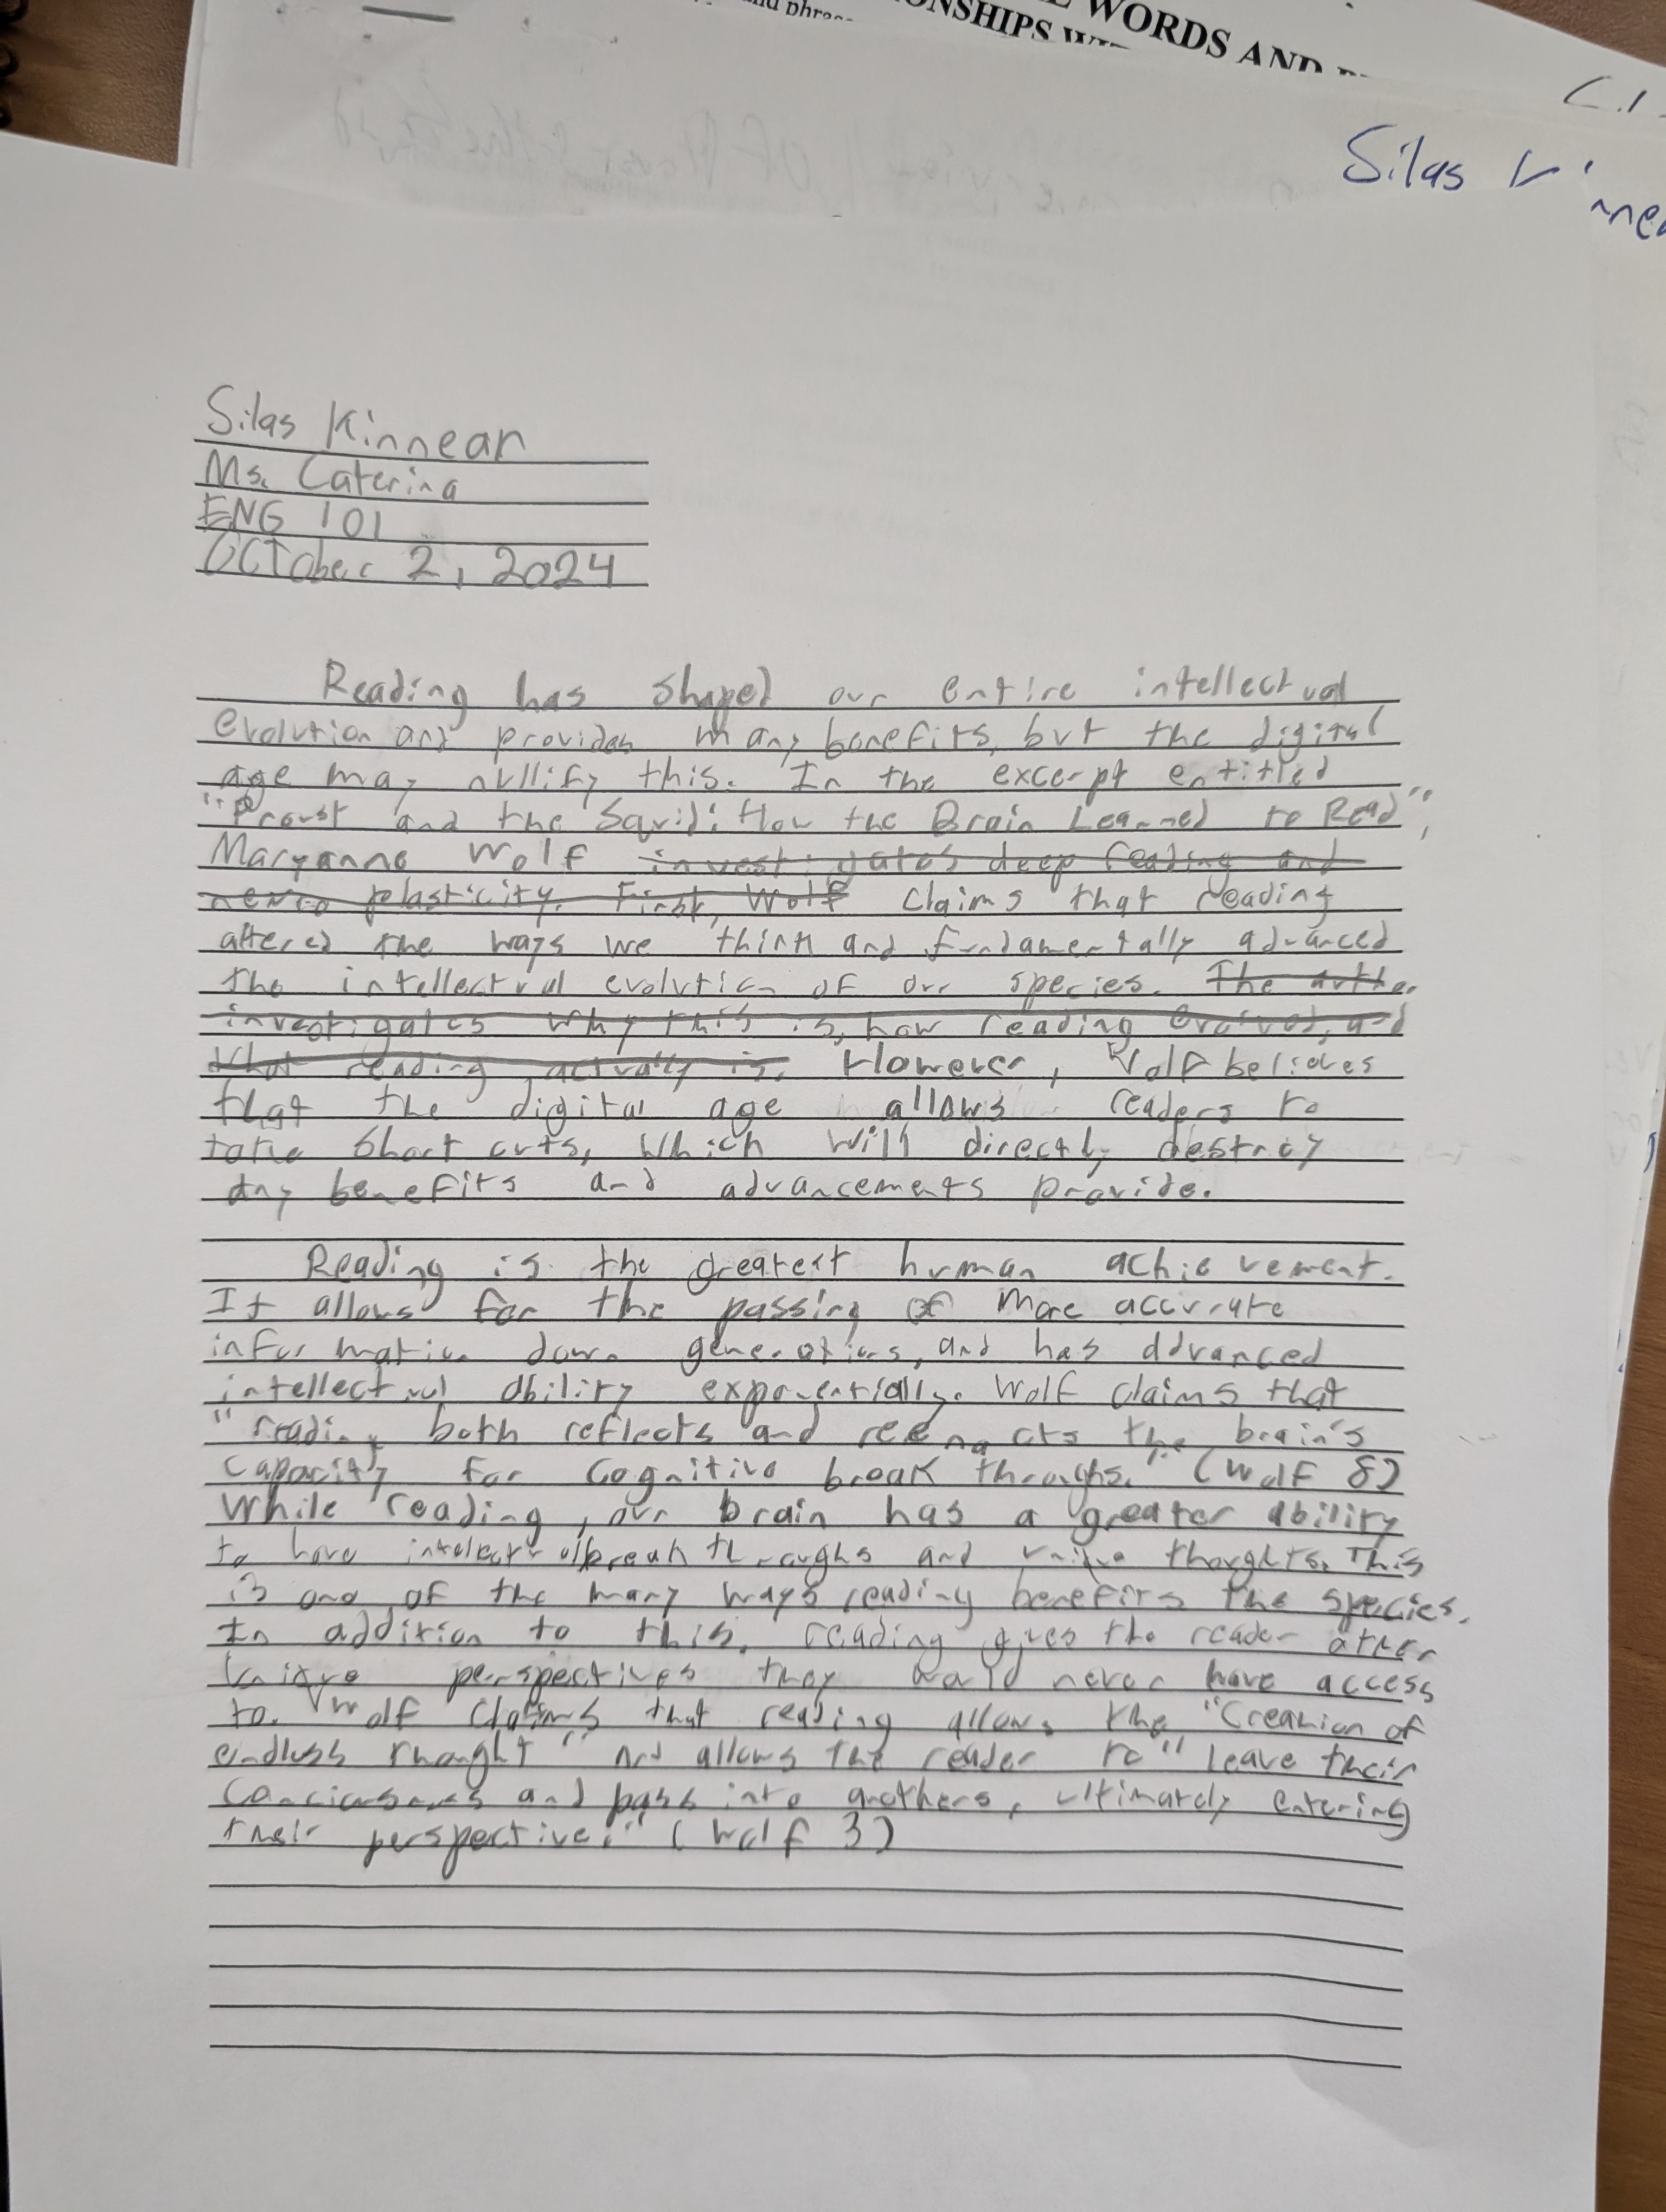 WORDS AND
Silas
Silas Kinnear
Ms. Caterina
ENG 101
October 2, 2024
Reading has shaped our entire intellectual
evolution and provides many benefits, but the digital
age may nullify this. In the excerpt entitled
"Proust and the Squid: How the Brain Learned to Read",
Maryanne Wolf investigates deep reading and
neuro plasticity. First, Wolf claims that reading
altered the ways we think and fundamentally advanced
the intellectual evolution of our species. The author
investigates why this is, how reading evolved, and
what reading actually is. However, Wolf believes
that the digital age allows readers to
take short cuts, which will directly destroy
any benefits and advancements provide.
Reading is the greatest human achievement.
It allows for the passing of more accurate
information down generations, and has advanced
intellectual ability exponentially. Wolf claims that
"reading both reflects and reenacts the brain's
capacity for cognitive break throughs." (Wolf 8)
While reading, our brain has a greater ability
to have intelectual break throughs and unique thoughts. This
is one of the many ways reading benefits the species.
In addition to this, reading gives the reader other
unique perspectives they would never have access
to. Wolf claims that reading allows the "Creation of
endless thought" and allows the reader to "leave their
conciousness and pass into anothers, ultimately entering
their perspective." (Wolf 3)